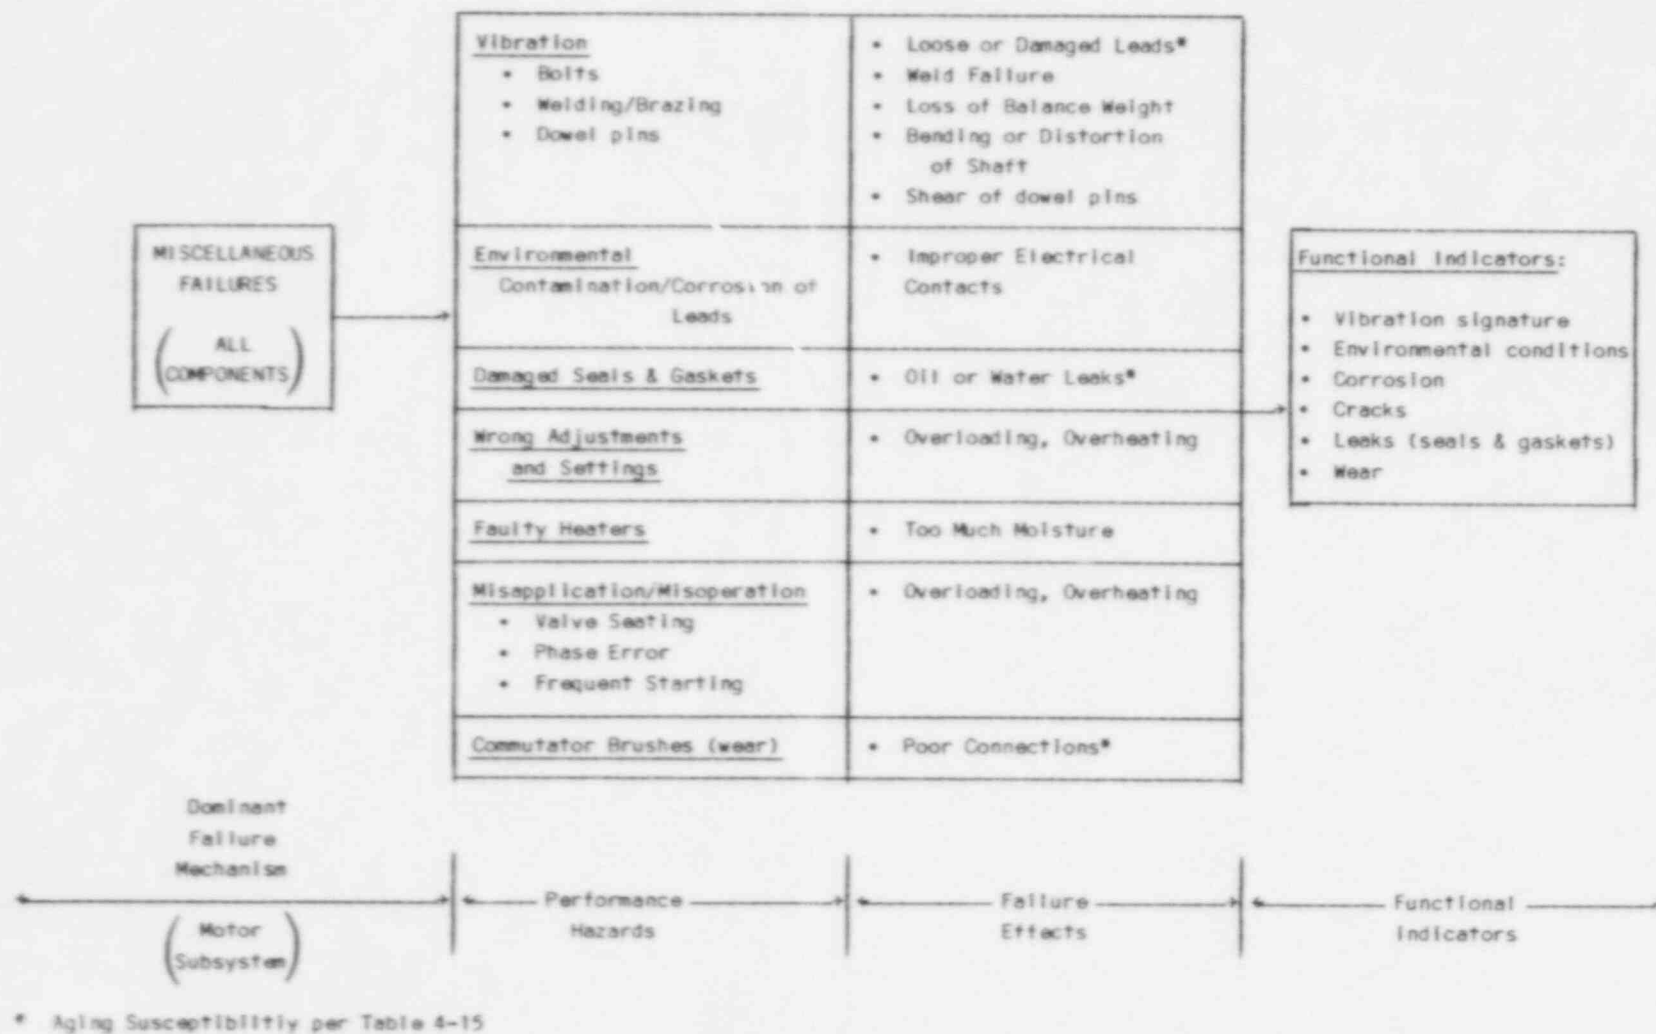 MISCELLANEOUS
FAILURES
(ALL
COMPONENTS)
Vibration
• Bolts
• Welding/Brazing
• Dowel pins
• Loose or Damaged Leads*
• Weld Failure
• Loss of Balance Weight
• Bending or Distortion
of Shaft
• Shear of dowel pins
Environmental
Contamination/Corrosion of
Leads
• Improper Electrical
Contacts
Damaged Seals & Gaskets
• Oil or Water Leaks*
Wrong Adjustments
and Settings
• Overloading, Overheating
Faulty Heaters
• Too Much Moisture
Misapplication/Misoperation
• Valve Seating
• Phase Error
• Frequent Starting
• Overloading, Overheating
Commutator Brushes (wear)
• Poor Connections*
Functional Indicators:
• Vibration signature
• Environmental conditions
• Corrosion
• Cracks
• Leaks (seals & gaskets)
• Wear
Dominant
Failure
Mechanism
(Motor
Subsystem)
Performance
Hazards
Failure
Effects
Functional
Indicators
* Aging Susceptibiltiy per Table 4-15